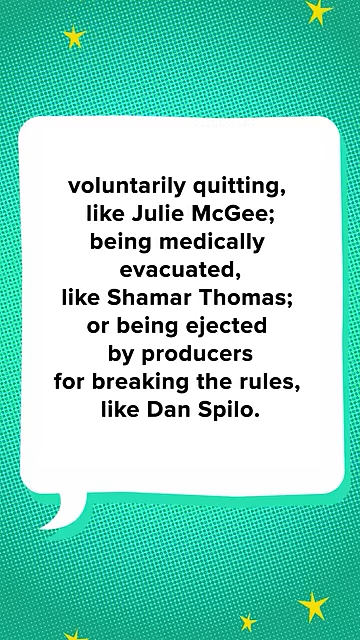 voluntarily quitting,
like Julie McGee;
being medically
evacuated,
like Shamar Thomas;
or being ejected
by producers
for breaking the rules,
like Dan Spilo.